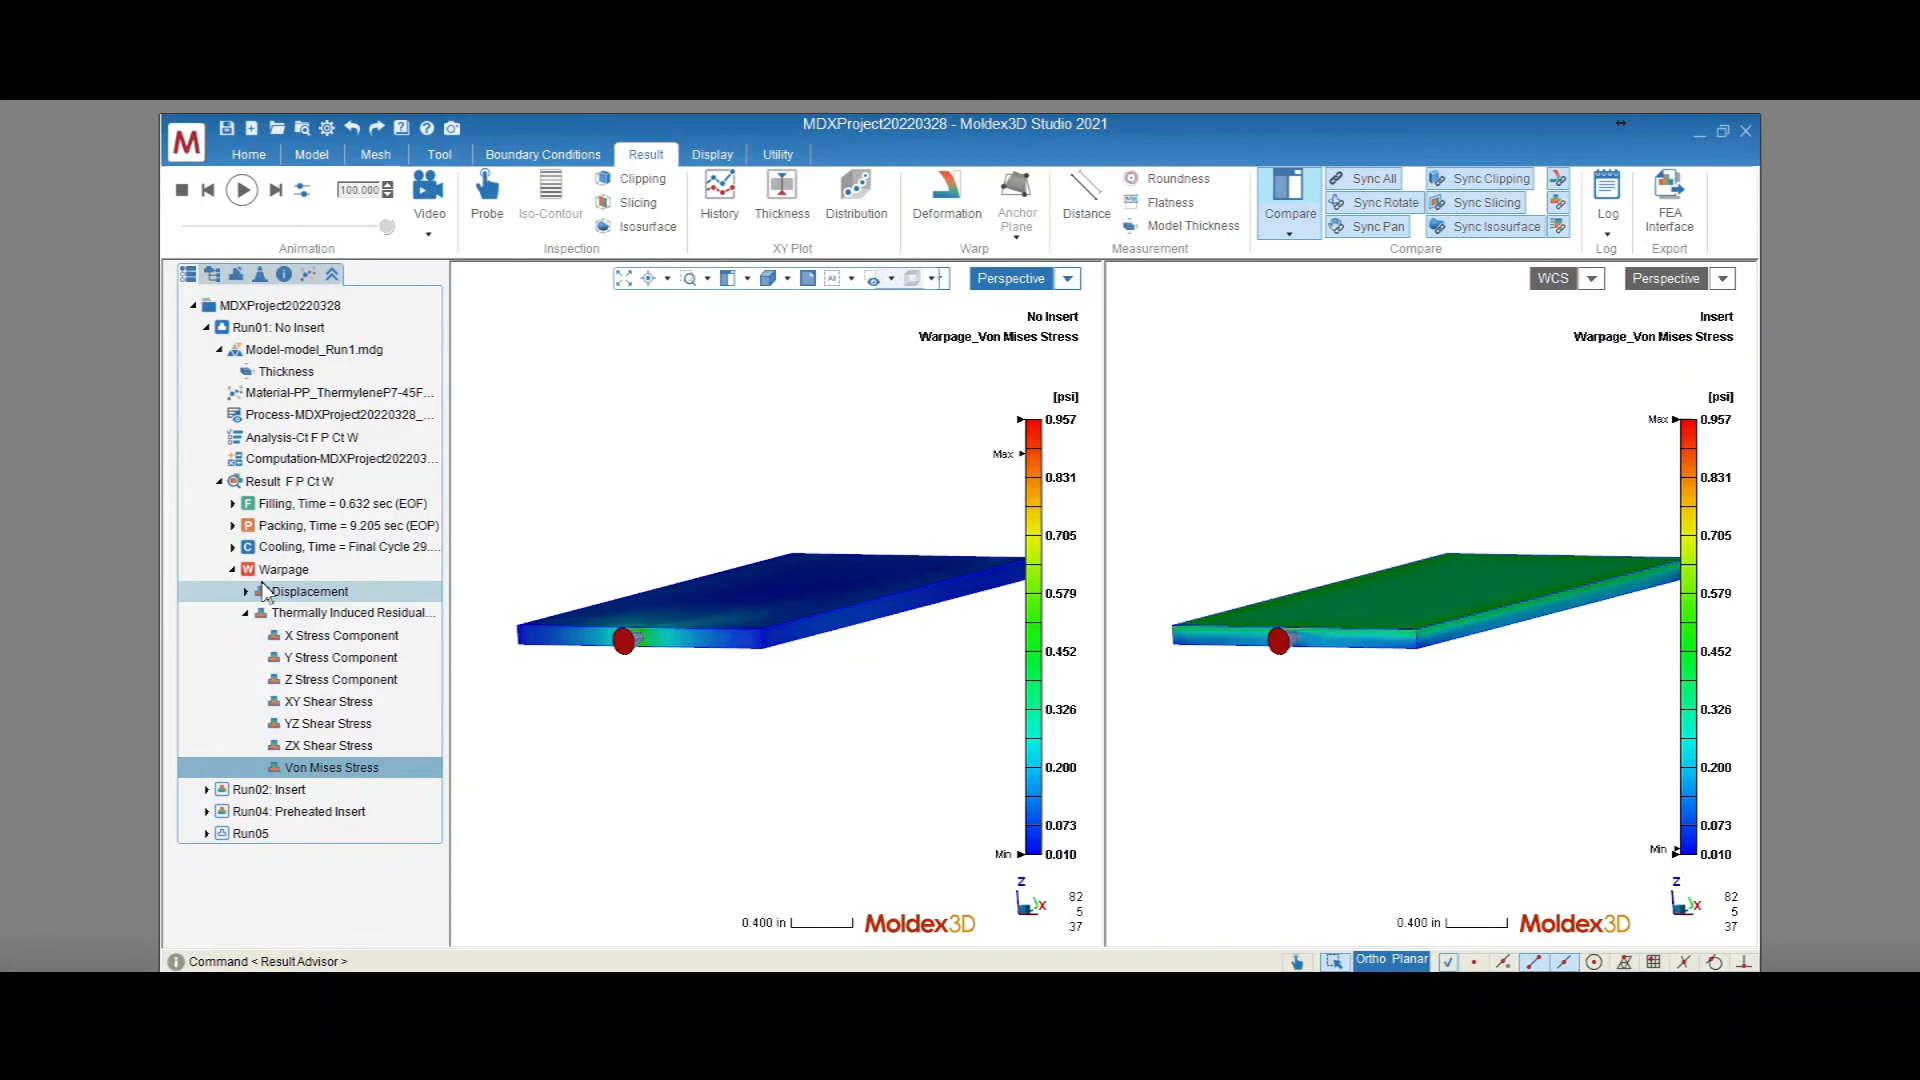 MDXProject20220328 - Moldex3D Studio 2021
Home Model Mesh Tool Boundary Conditions Result Display Utility
100.000
Video
Animation
Probe
Iso-Contour
Clipping
Slicing
Isosurface
Inspection
History
Thickness
Distribution
XY Plot
Deformation
Anchor
Plane
Warp
Distance
Roundness
Flatness
Model Thickness
Measurement
Compare
Sync All
Sync Rotate
Sync Pan
Sync Clipping
Sync Slicing
Sync Isosurface
Compare
Log
Log
FEA
Interface
Export
MDXProject20220328
Run01: No Insert
Model-model_Run1.mdg
Thickness
Material-PP_ThermyleneP7-45F...
Process-MDXProject20220328_...
Analysis-Ct F P Ct W
Computation-MDXProject202203...
Result F P Ct W
F Filling, Time = 0.632 sec (EOF)
P Packing, Time = 9.205 sec (EOP)
C Cooling, Time = Final Cycle 29....
W Warpage
Displacement
Thermally Induced Residual...
X Stress Component
Y Stress Component
Z Stress Component
XY Shear Stress
YZ Shear Stress
ZX Shear Stress
Von Mises Stress
Run02: Insert
Run04: Preheated Insert
Run05
Perspective
No Insert
Warpage_Von Mises Stress
[psi]
0.957
Max
0.831
0.705
0.579
0.452
0.326
0.200
0.073
Min 0.010
Z
X
82
5
37
0.400 in
Moldex3D
WCS
Perspective
Insert
Warpage_Von Mises Stress
[psi]
Max 0.957
0.831
0.705
0.579
0.452
0.326
0.200
0.073
Min
0.010
Z
X
82
5
37
0.400 in
Moldex3D
Command < Result Advisor >
Ortho Planar